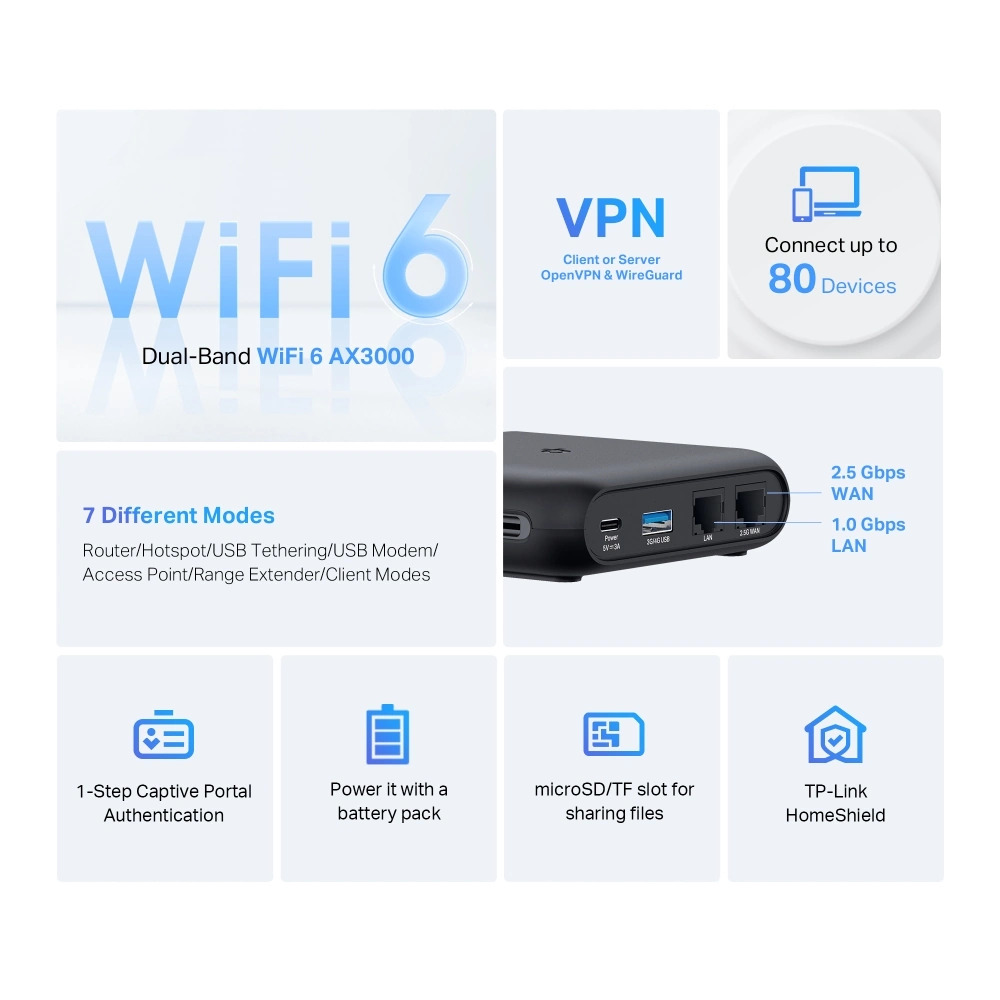 WiFi 6
Dual-Band WiFi 6 AX3000
VPN
Client or Server
OpenVPN & WireGuard
Connect up to
80 Devices
7 Different Modes
Router/Hotspot/USB Tethering/USB Modem/
Access Point/Range Extender/Client Modes
Power
5V⎓3A
3G/4G USB
LAN
2.5G WAN
2.5 Gbps
WAN
1.0 Gbps
LAN
1-Step Captive Portal
Authentication
Power it with a
battery pack
microSD/TF slot for
sharing files
TP-Link
HomeShield